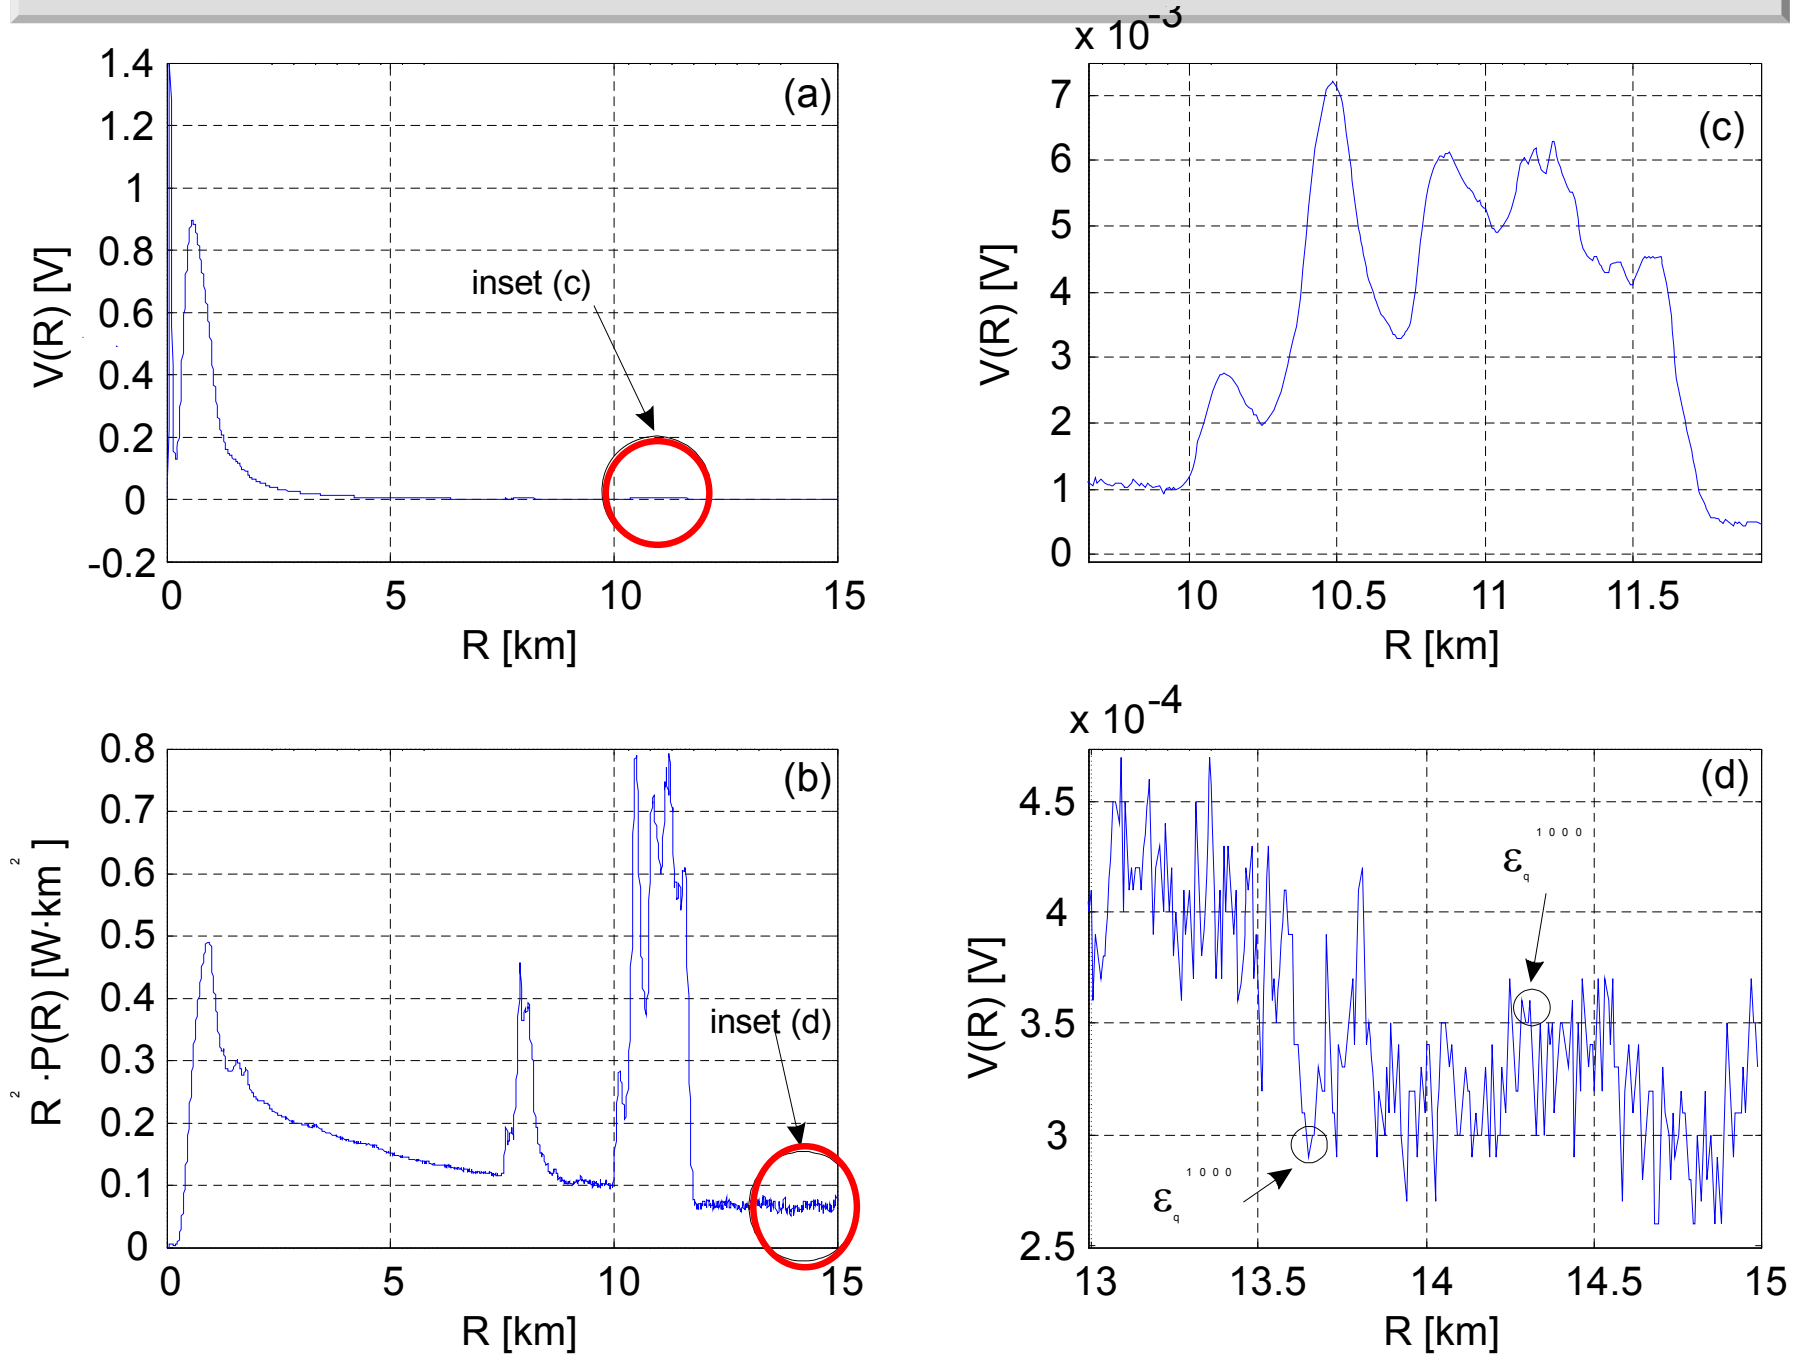 x 10-3
1.4
1.2
1
0.8
0.6
0.4
0.2
0
-0.2
V(R) [V]
(a)
inset (c)
0 5 10 15
R [km]
7
6
5
4
3
2
1
0
V(R) [V]
(c)
10 10.5 11 11.5
R [km]
0.8
0.7
0.6
0.5
0.4
0.3
0.2
0.1
0
R2 ·P(R) [W·km2]
(b)
inset (d)
0 5 10 15
R [km]
x 10-4
4.5
4
3.5
3
2.5
V(R) [V]
(d)
εq1000
εq1000
13 13.5 14 14.5 15
R [km]